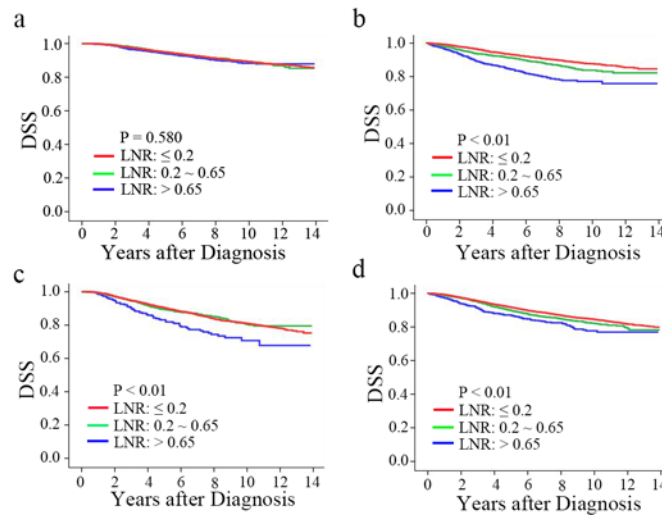 a
1.0
0.8
0.6
0.4
0.2
0.0
DSS
P = 0.580
LNR: ≤ 0.2
LNR: 0.2 ~ 0.65
LNR: > 0.65
0 2 4 6 8 10 12 14
Years after Diagnosis
b
1.0
0.8
0.6
0.4
0.2
0.0
DSS
P < 0.01
LNR: ≤ 0.2
LNR: 0.2 ~ 0.65
LNR: > 0.65
0 2 4 6 8 10 12 14
Years after Diagnosis
c
1.0
0.8
0.6
0.4
0.2
0.0
DSS
P < 0.01
LNR: ≤ 0.2
LNR: 0.2 ~ 0.65
LNR: > 0.65
0 2 4 6 8 10 12 14
Years after Diagnosis
d
1.0
0.8
0.6
0.4
0.2
0.0
DSS
P < 0.01
LNR: ≤ 0.2
LNR: 0.2 ~ 0.65
LNR: > 0.65
0 2 4 6 8 10 12 14
Years after Diagnosis